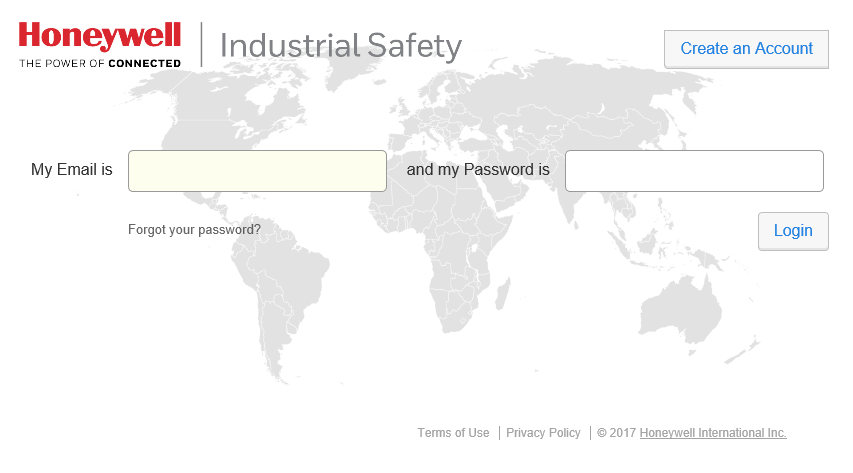 Honeywell
THE POWER OF CONNECTED
Industrial Safety
Create an Account
My Email is
and my Password is
Forgot your password?
Login
Terms of Use | Privacy Policy | © 2017 Honeywell International Inc.